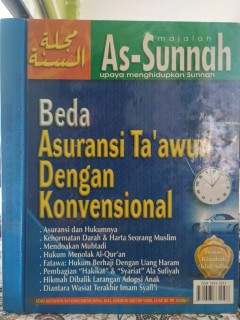 مجلة
السنة
majalah
As-Sunnah
upaya menghidupkan Sunnah
Beda
Asuransi Ta'awun
Dengan
Konvensional
• Asuransi dan Hukumnya
• Kehormatan Darah & Harta Seorang Muslim
• Mendoakan Mubtadi
• Hukum Menolak Al-Qur'an
• Fatawa: Hukum Berhaji Dengan Uang Haram
• Pembagian "Hakikat" & "Syariat" Ala Sufiyah
• Hikmah Dibalik Larangan Adopsi Anak
• Diantara Wasiat Terakhir Imam Syafi'i